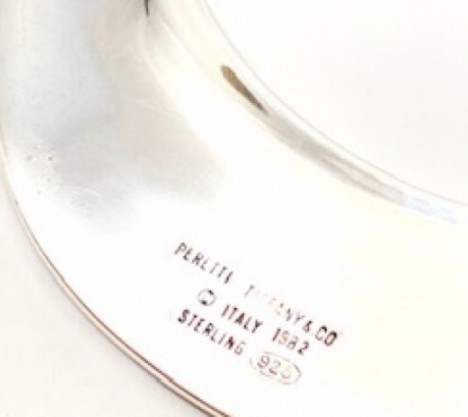 PERETTI TIFFANY & CO
© ITALY 1982
STERLING 925